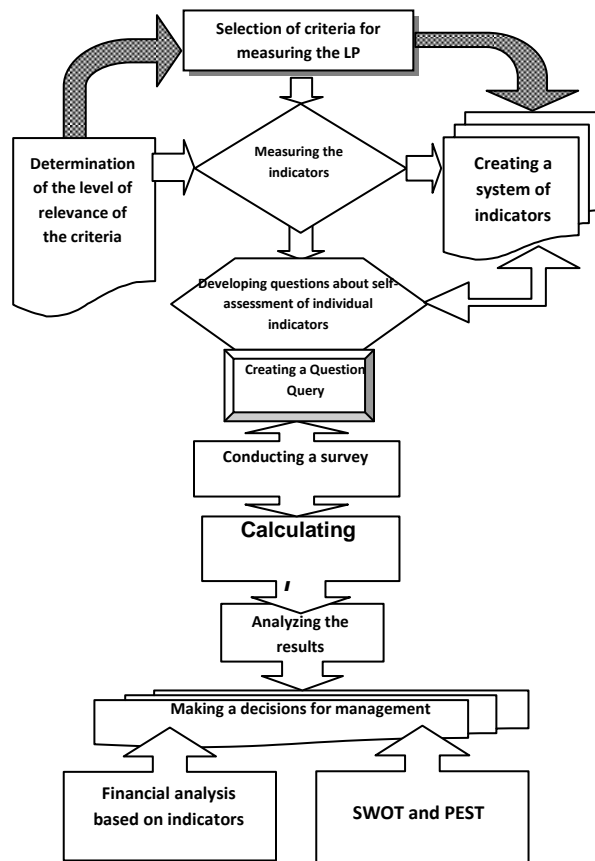 Selection of criteria for
measuring the LP
Determination
of the level of
relevance of
the criteria
Measuring the
indicators
Creating a
system of
indicators
Developing questions about self-
assessment of individual
indicators
Creating a Question
Query
Conducting a survey
Calculating
Analyzing the
results
Making a decisions for management
Financial analysis
based on indicators
SWOT and PEST